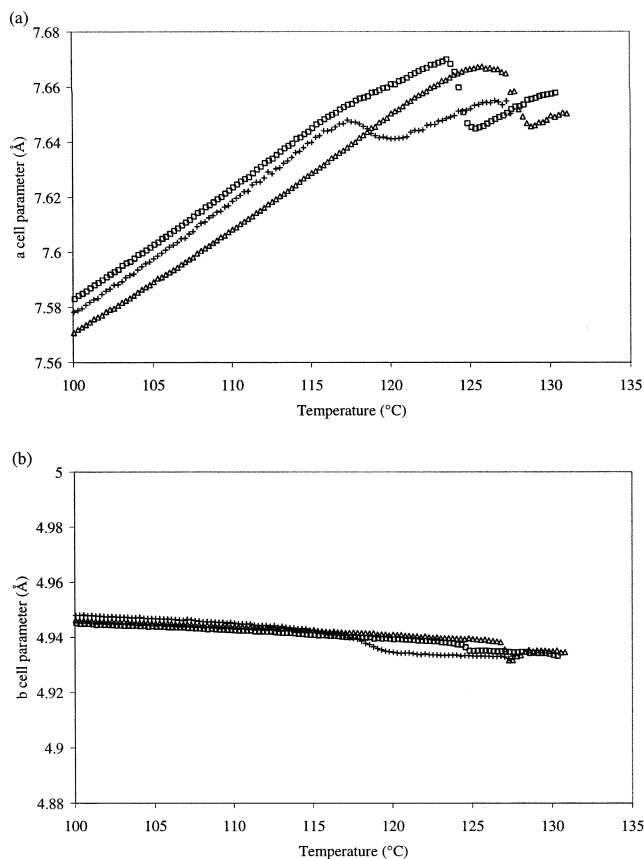 (a)
7.68
7.66
7.64
7.62
7.6
7.58
7.56
a cell parameter (Å)
100 105 110 115 120 125 130 135
Temperature (°C)
(b)
5
4.98
4.96
4.94
4.92
4.9
4.88
b cell parameter (Å)
100 105 110 115 120 125 130 135
Temperature (°C)